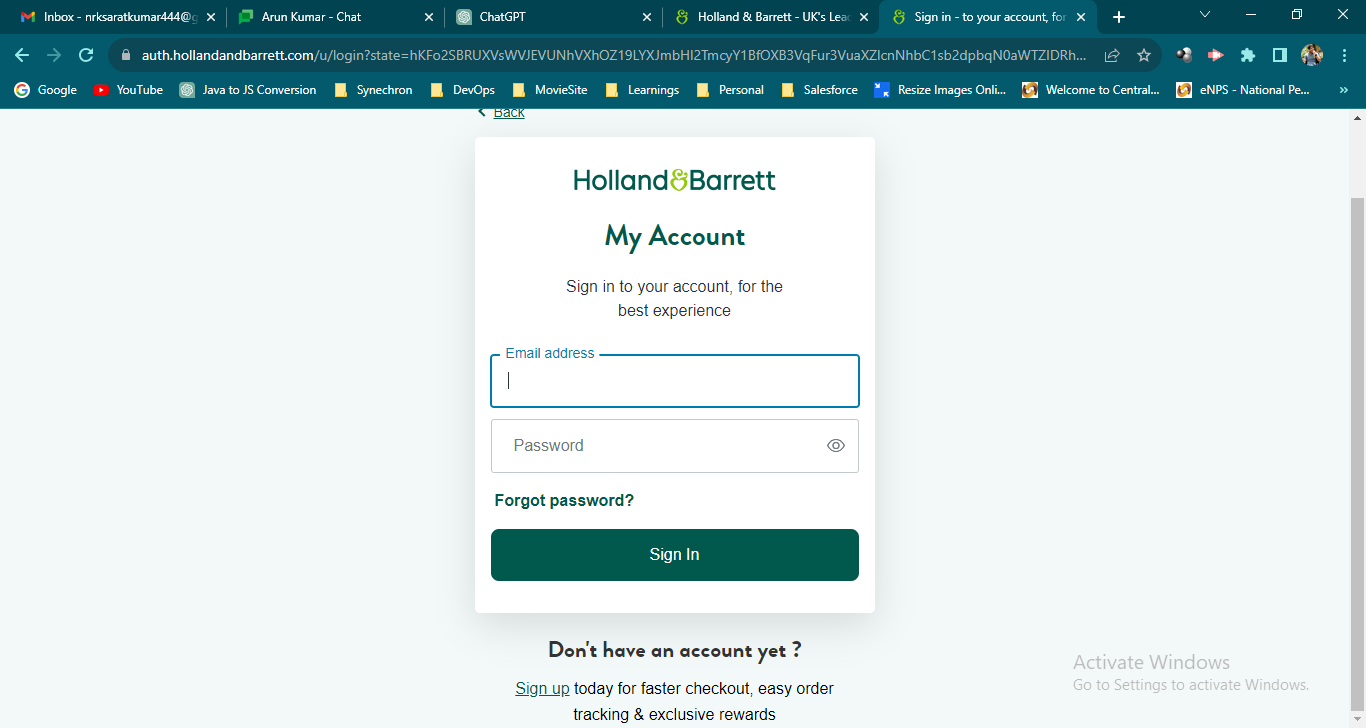 Inbox - nrksaratkumar444@g
Arun Kumar - Chat
ChatGPT
Holland & Barrett - UK's Lea
Sign in - to your account, for
auth.hollandandbarrett.com/u/login?state=hKFo2SBRUXVsWVJEVUNhVXhOZ19LYXJmbHl2TmcyY1BfOXB3VqFur3VuaXZlcnNhbC1sb2dpbqN0aWTZIDRh...
Google
YouTube
Java to JS Conversion
Synechron
DevOps
MovieSite
Learnings
Personal
Salesforce
Resize Images Onli...
Welcome to Central...
eNPS - National Pe...
»
Back
Holland&Barrett
My Account
Sign in to your account, for the
best experience
Email address
Password
Forgot password?
Sign In
Don't have an account yet ?
Sign up today for faster checkout, easy order
tracking & exclusive rewards
Activate Windows
Go to Settings to activate Windows.